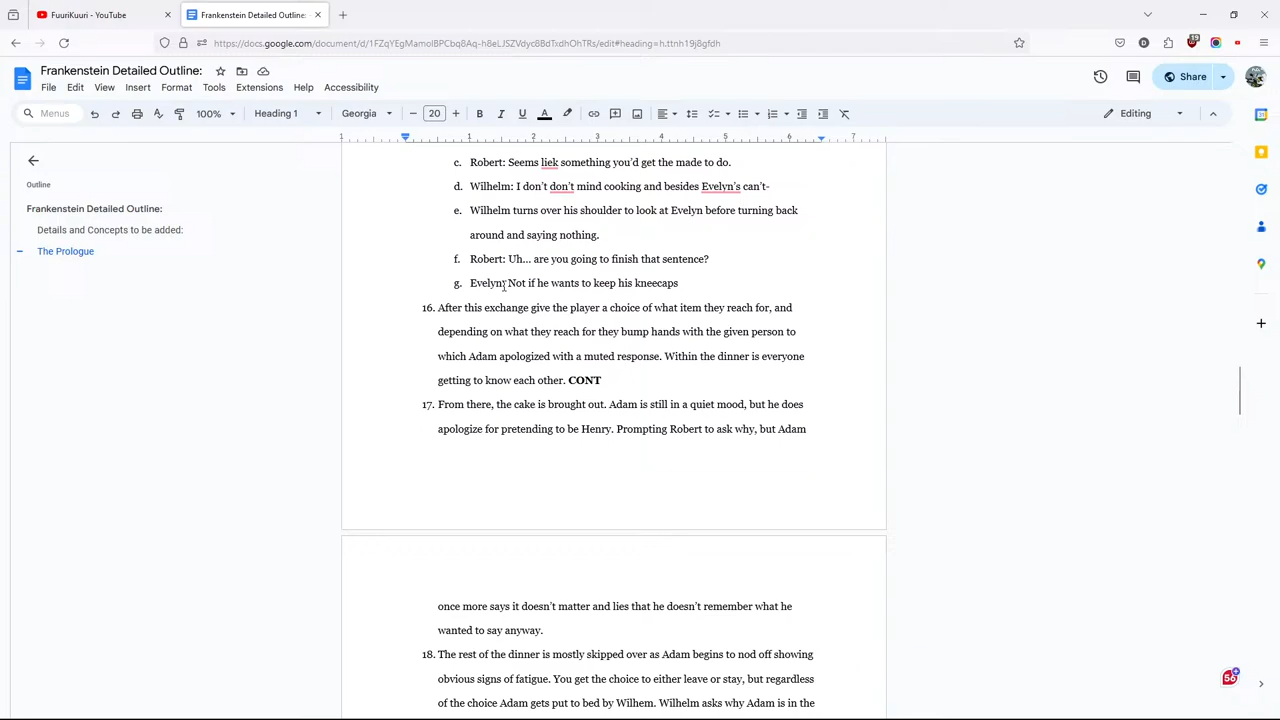 FuuriKuuri - YouTube
Frankenstein Detailed Outline:
https://docs.google.com/document/d/1FZqYEgMamoIBPCbq8Aq-h8eLJSZVdyc8BdTxdhOhTRs/edit#heading=h.ttnh19j8gfdh
19
Frankenstein Detailed Outline:
File Edit View Insert Format Tools Extensions Help Accessibility
Share
Menus 100% Heading 1 Georgia 20 B I U A Editing
1 1 2 3 4 5 6 7
Outline
Frankenstein Detailed Outline:
Details and Concepts to be added:
The Prologue
c. Robert: Seems liek something you'd get the made to do.
d. Wilhelm: I don't don't mind cooking and besides Evelyn's can't-
e. Wilhelm turns over his shoulder to look at Evelyn before turning back
around and saying nothing.
f. Robert: Uh... are you going to finish that sentence?
g. Evelyn: Not if he wants to keep his kneecaps
16. After this exchange give the player a choice of what item they reach for, and
depending on what they reach for they bump hands with the given person to
which Adam apologized with a muted response. Within the dinner is everyone
getting to know each other. CONT
17. From there, the cake is brought out. Adam is still in a quiet mood, but he does
apologize for pretending to be Henry. Prompting Robert to ask why, but Adam
once more says it doesn't matter and lies that he doesn't remember what he
wanted to say anyway.
18. The rest of the dinner is mostly skipped over as Adam begins to nod off showing
obvious signs of fatigue. You get the choice to either leave or stay, but regardless
of the choice Adam gets put to bed by Wilhem. Wilhelm asks why Adam is in the
56